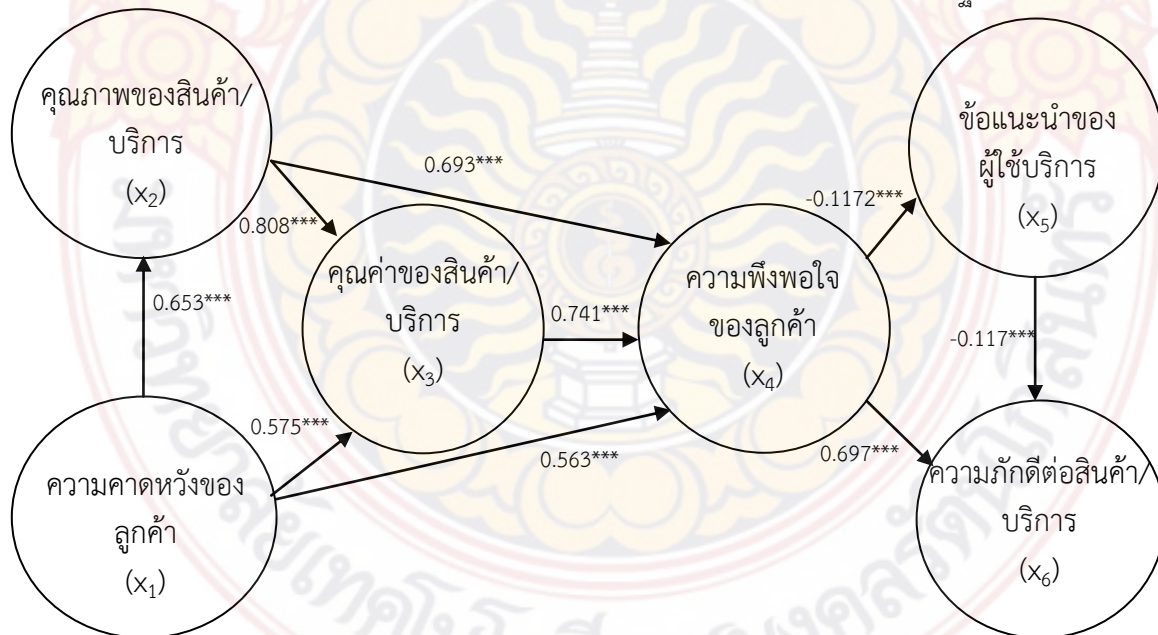 คุณภาพของสินค้า/
บริการ
(x₂)
ข้อแนะนำของ
ผู้ใช้บริการ
(x₅)
0.693***
-0.1172***
0.808***
คุณค่าของสินค้า/
บริการ
(x₃)
ความพึงพอใจ
ของลูกค้า
(x₄)
0.653***
0.741***
-0.117***
0.575***
0.563***
0.697***
ความคาดหวังของ
ลูกค้า
(x₁)
ความภักดีต่อสินค้า/
บริการ
(x₆)